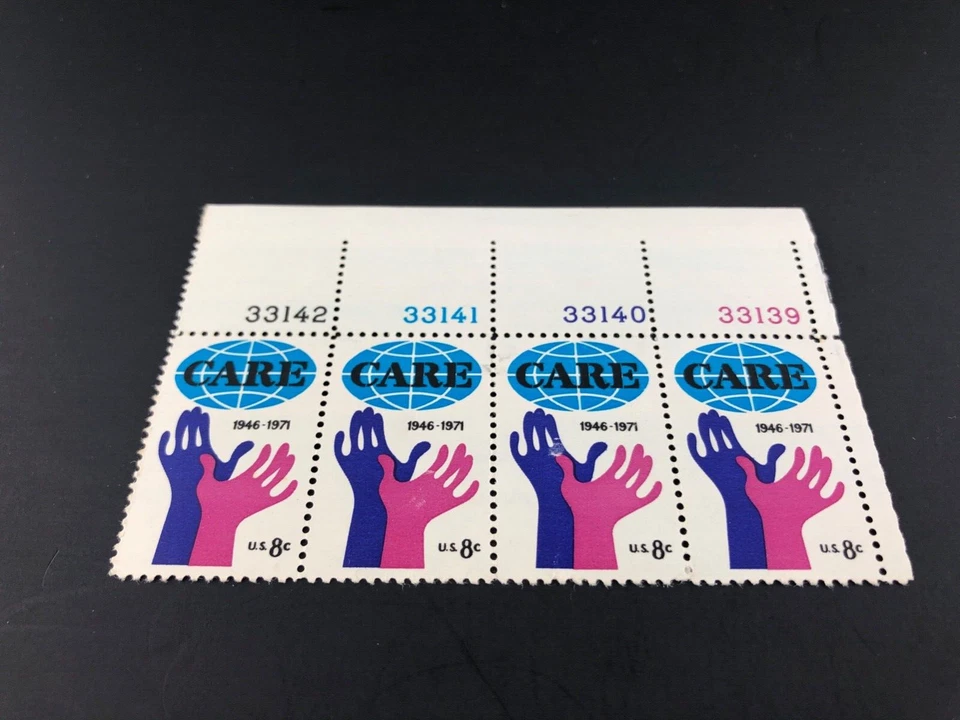 33142 33141 33140 33139
CARE CARE CARE CARE
1946-1971 1946-1971 1946-1971 1946-1971
U.S. 8c U.S. 8c U.S. 8c U.S. 8c